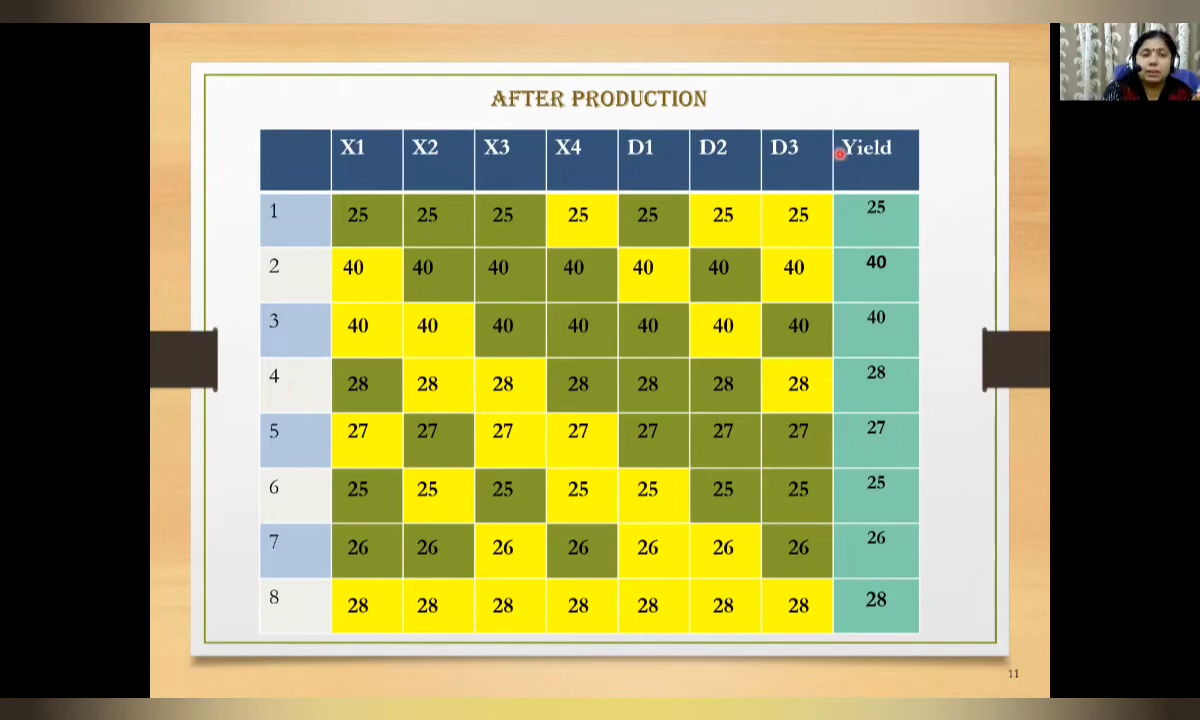 AFTER PRODUCTION
X1 X2 X3 X4 D1 D2 D3 Yield
1 25 25 25 25 25 25 25 25
2 40 40 40 40 40 40 40 40
3 40 40 40 40 40 40 40 40
4 28 28 28 28 28 28 28 28
5 27 27 27 27 27 27 27 27
6 25 25 25 25 25 25 25 25
7 26 26 26 26 26 26 26 26
8 28 28 28 28 28 28 28 28
11